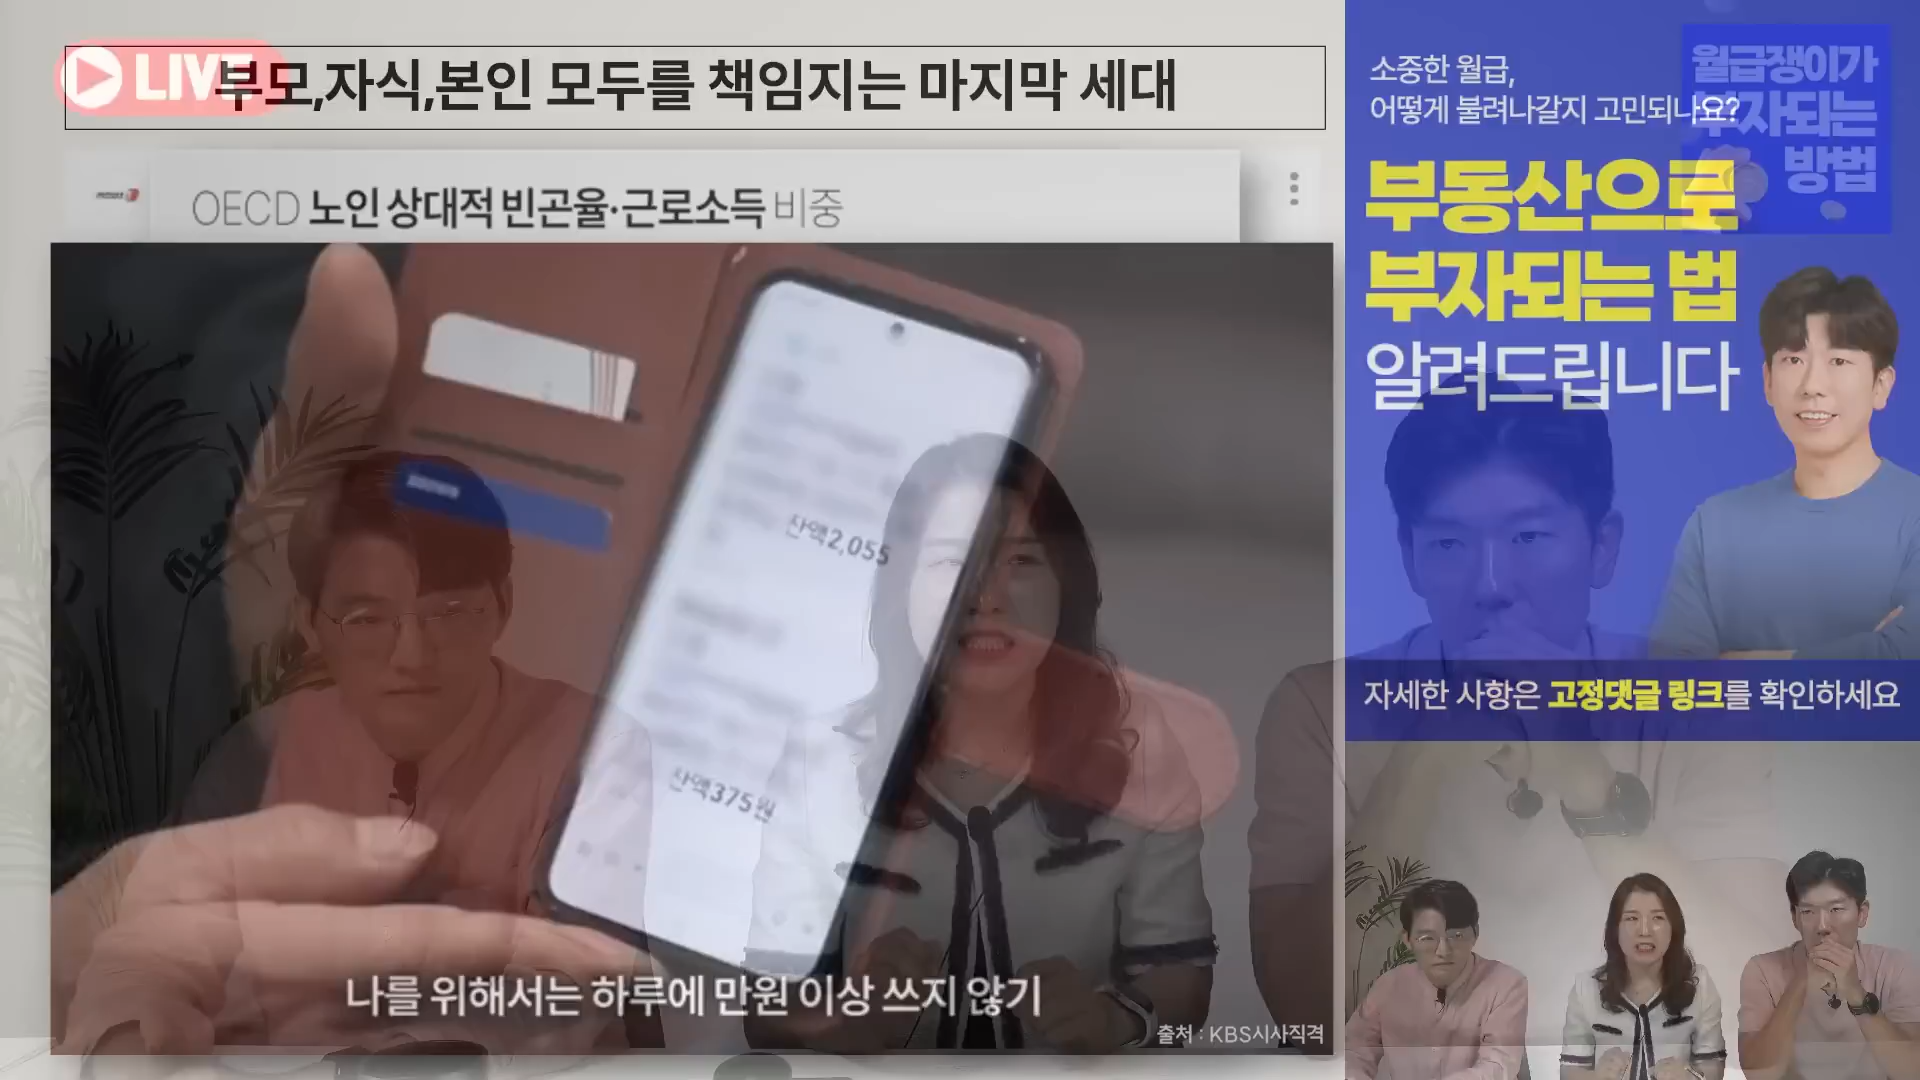 LIVE
부모,자식,본인 모두를 책임지는 마지막 세대
OECD 노인 상대적 빈곤율·근로소득 비중
잔액2,055
잔액375원
나를 위해서는 하루에 만원 이상 쓰지 않기
출처 : KBS시사직격
소중한 월급,
어떻게 불려나갈지 고민되나요?
월급쟁이가
부자되는
방법
부동산으로
부자되는 법
알려드립니다
자세한 사항은 고정댓글 링크를 확인하세요